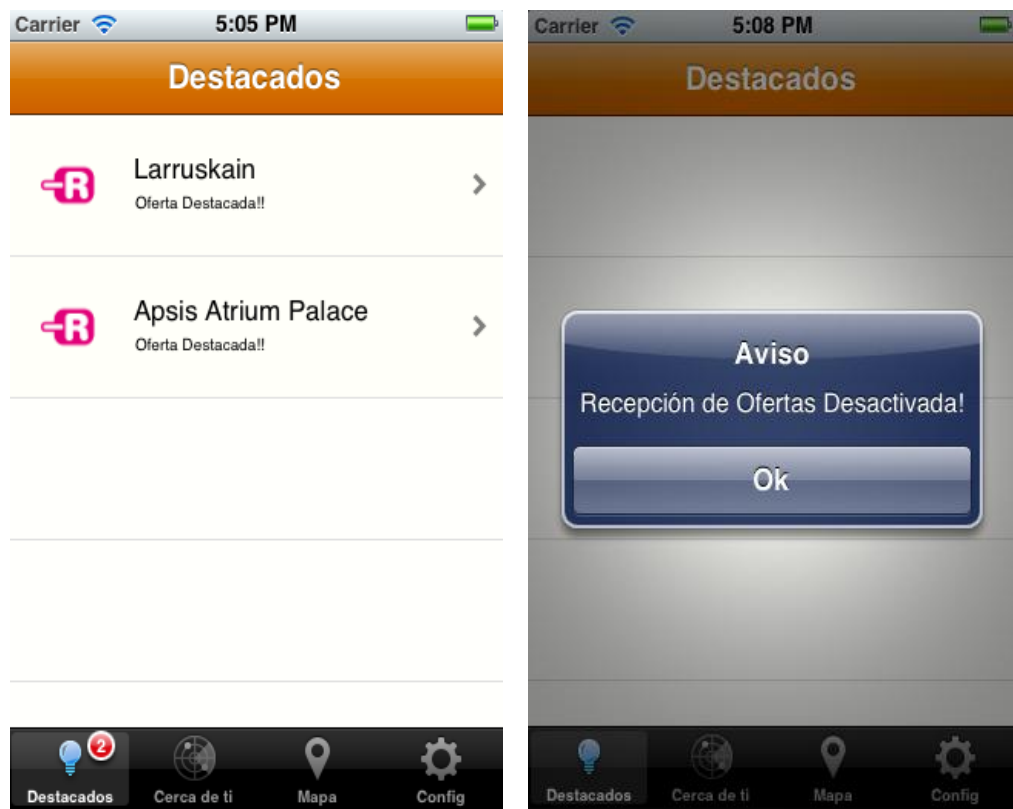 Carrier 5:05 PM
Destacados
R
Larruskain
Oferta Destacada!!
R
Apsis Atrium Palace
Oferta Destacada!!
2
Destacados Cerca de ti Mapa Config
Carrier 5:08 PM
Destacados
Aviso
Recepción de Ofertas Desactivada!
Ok
Destacados Cerca de ti Mapa Config